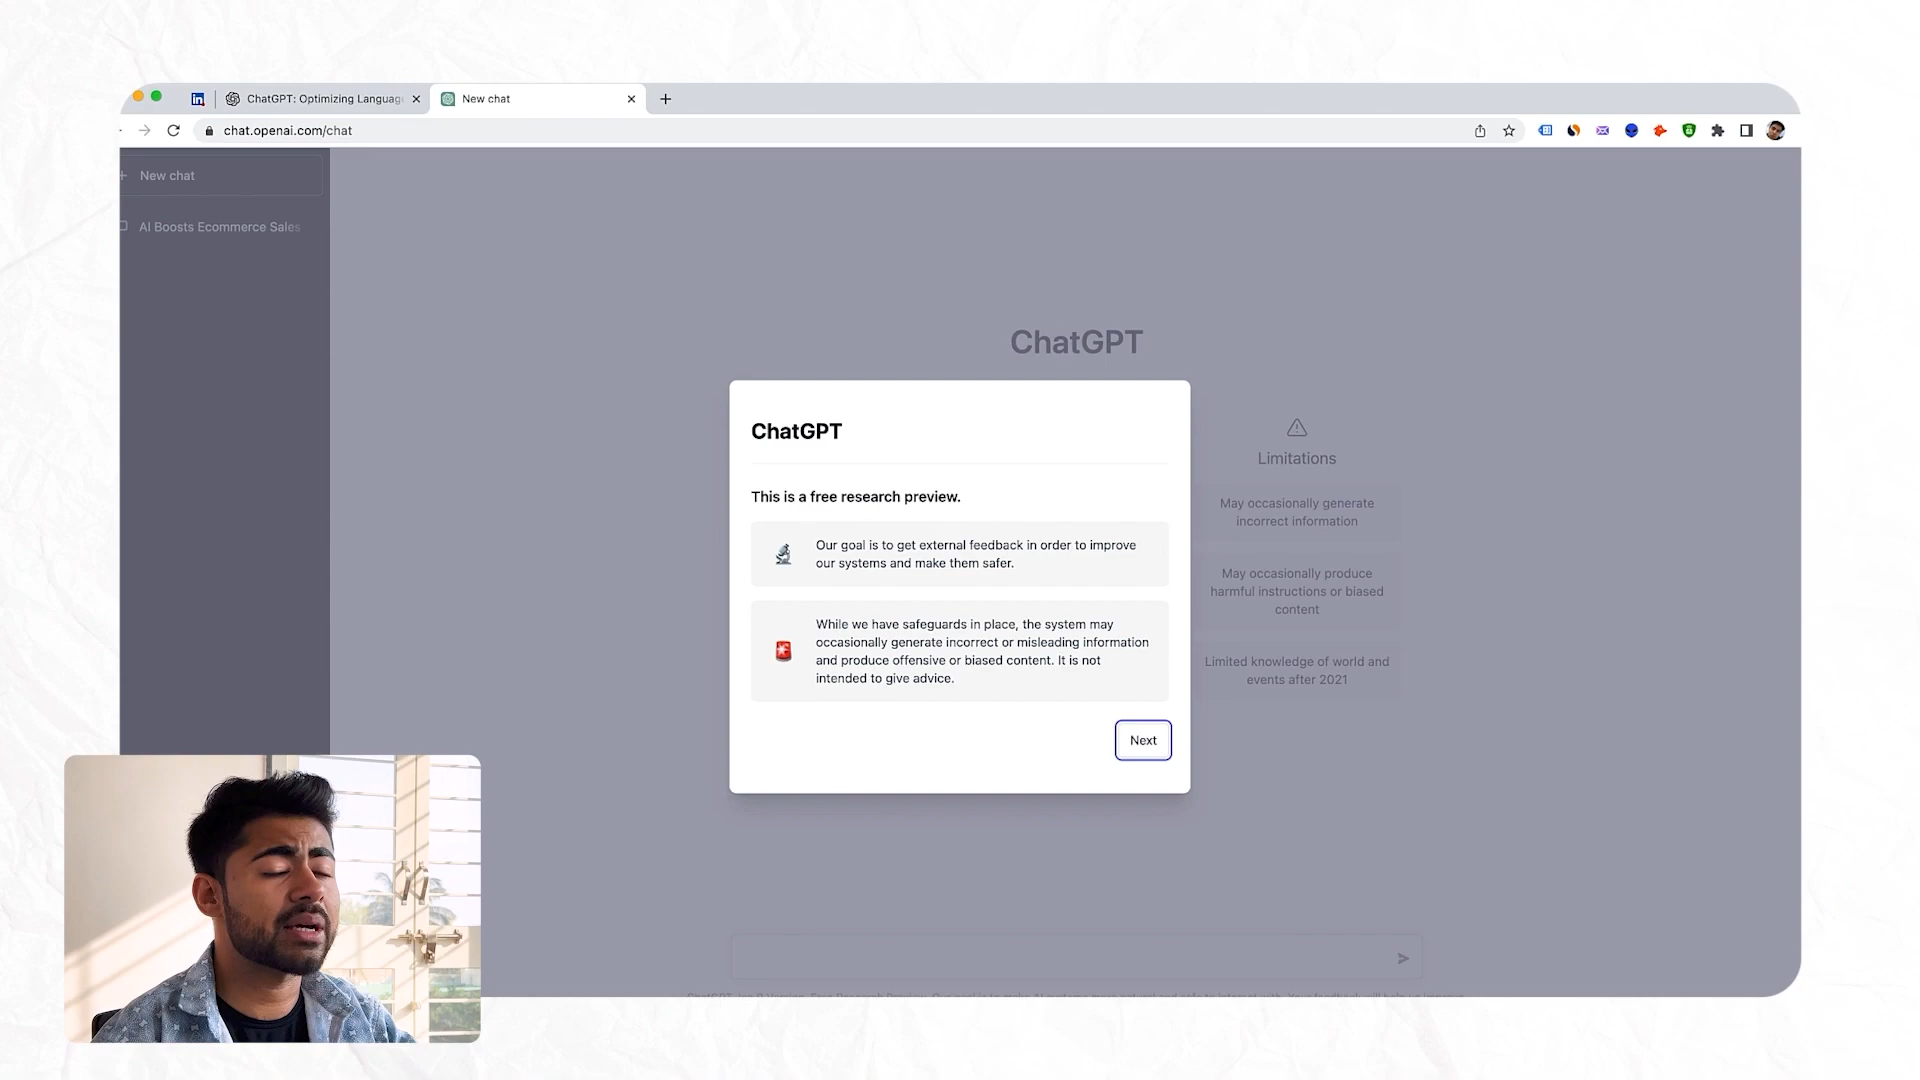 ChatGPT: Optimizing Languag
New chat
chat.openai.com/chat
New chat
AI Boosts Ecommerce Sales
ChatGPT
Limitations
May occasionally generate
incorrect information
May occasionally produce
harmful instructions or biased
content
Limited knowledge of world and
events after 2021
ChatGPT
This is a free research preview.
Our goal is to get external feedback in order to improve
our systems and make them safer.
While we have safeguards in place, the system may
occasionally generate incorrect or misleading information
and produce offensive or biased content. It is not
intended to give advice.
Next